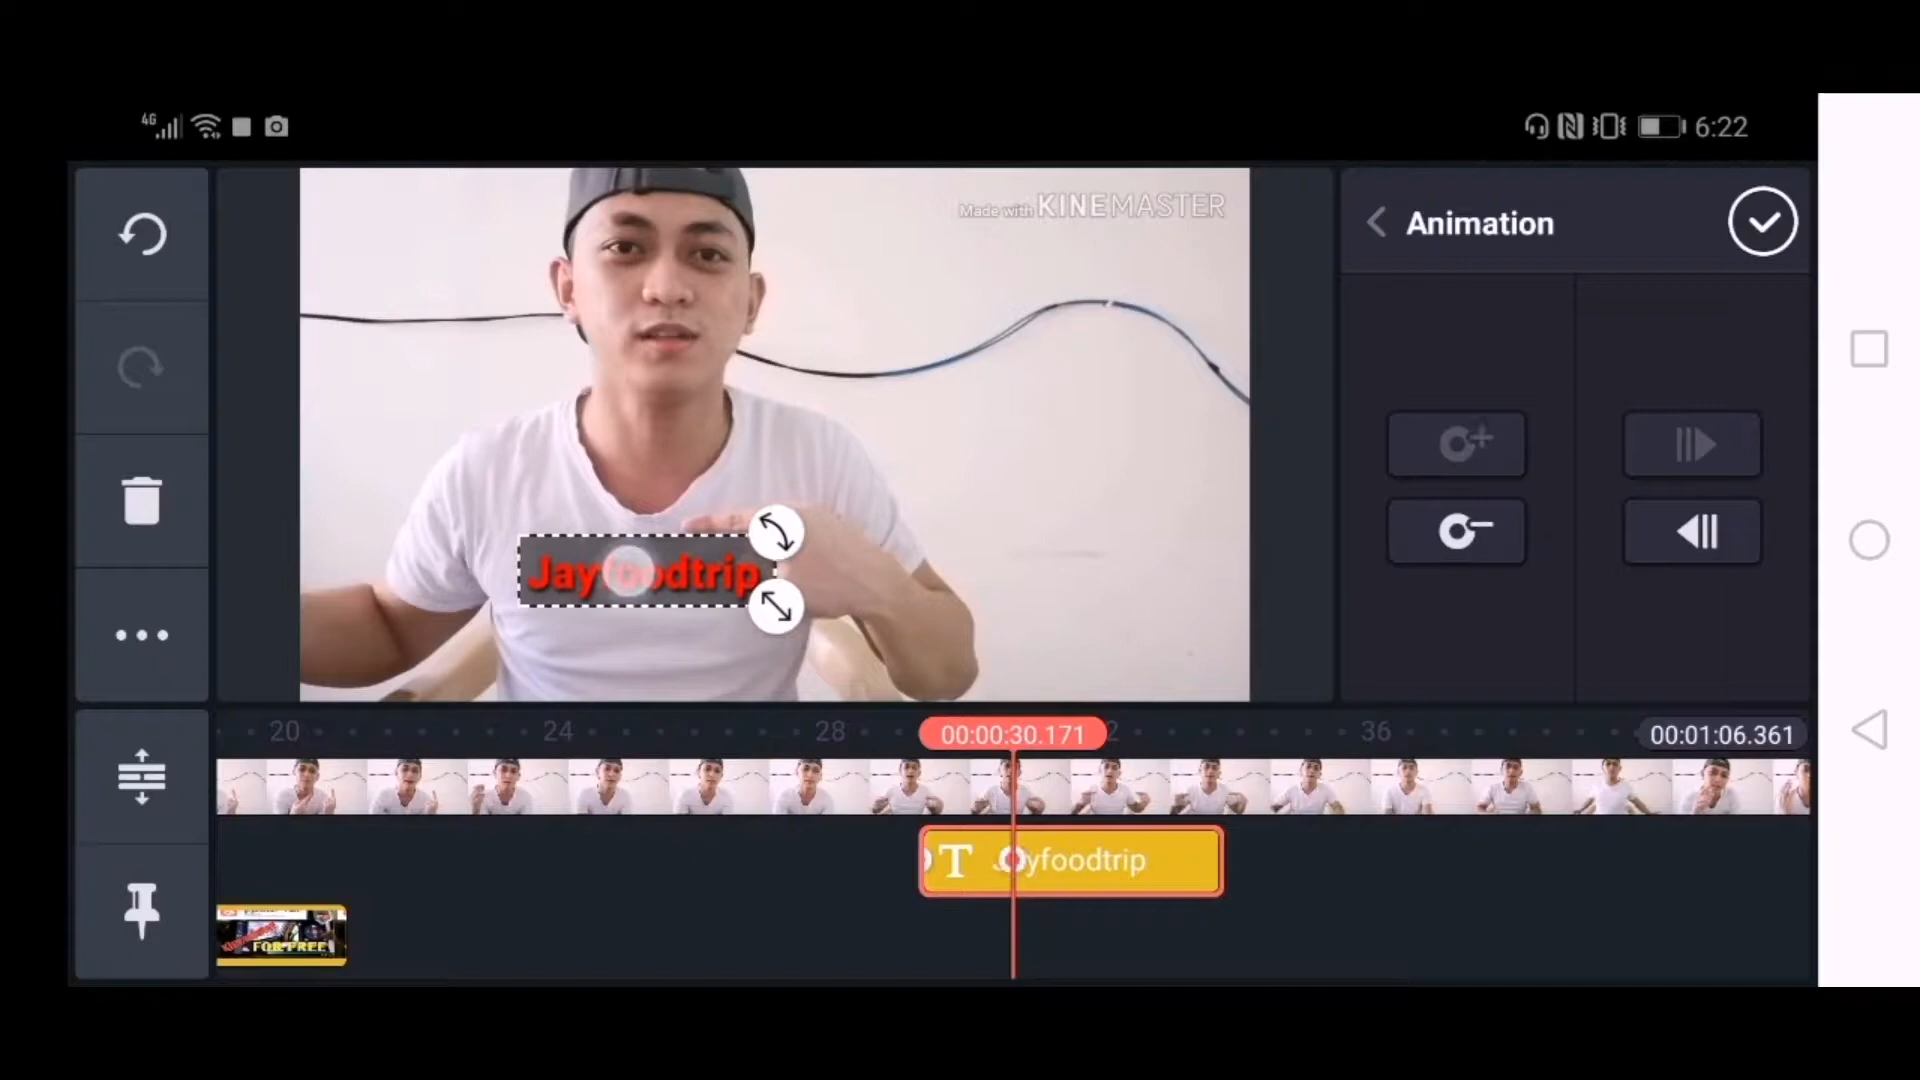 4G
6:22
Made with KINEMASTER
Animation
Jayfoodtrip
20
24
28
00:00:30.171
36
00:01:06.361
T
yfoodtrip
FOR FREE